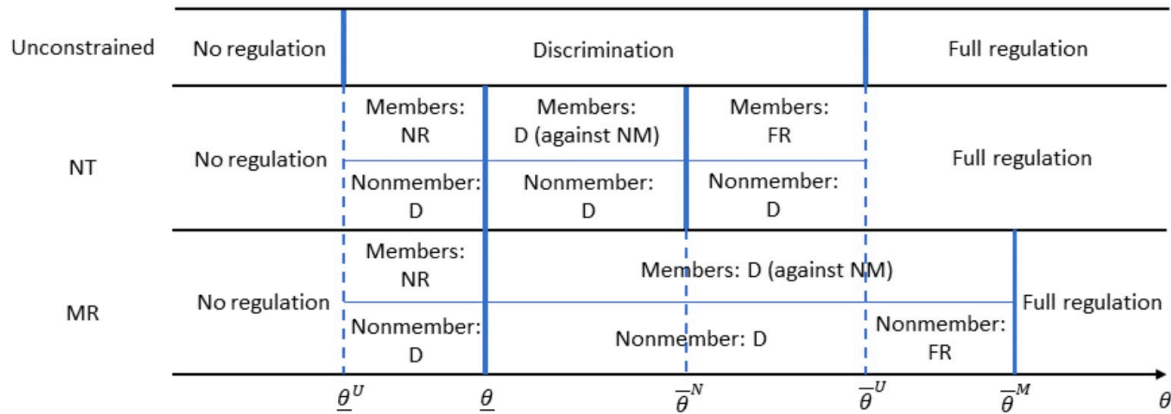 Unconstrained No regulation Discrimination Full regulation
NT No regulation Members: NR Members: D (against NM) Members: FR Full regulation
Nonmember: D Nonmember: D Nonmember: D
MR No regulation Members: NR Members: D (against NM) Full regulation
Nonmember: D Nonmember: D Nonmember: FR
θ̲ᵁ θ̲ θ̅ᴺ θ̅ᵁ θ̅ᴹ θ